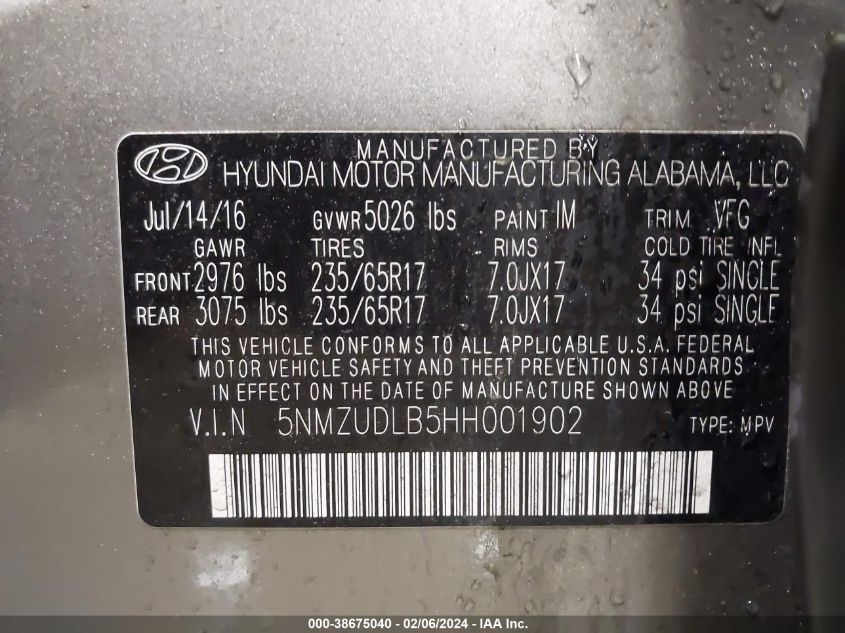 MANUFACTURED BY
HYUNDAI MOTOR MANUFACTURING ALABAMA, LLC
Jul/14/16 GVWR 5026 lbs PAINT IM TRIM VFG
GAWR TIRES RIMS COLD TIRE INFL
FRONT 2976 lbs 235/65R17 7.0JX17 34 psi SINGLE
REAR 3075 lbs 235/65R17 7.0JX17 34 psi SINGLE
THIS VEHICLE CONFORMS TO ALL APPLICABLE U.S.A. FEDERAL
MOTOR VEHICLE SAFETY AND THEFT PREVENTION STANDARDS
IN EFFECT ON THE DATE OF MANUFACTURE SHOWN ABOVE
V.I.N 5NMZUDLB5HH001902 TYPE: MPV
000-38675040 - 02/06/2024 - IAA Inc.